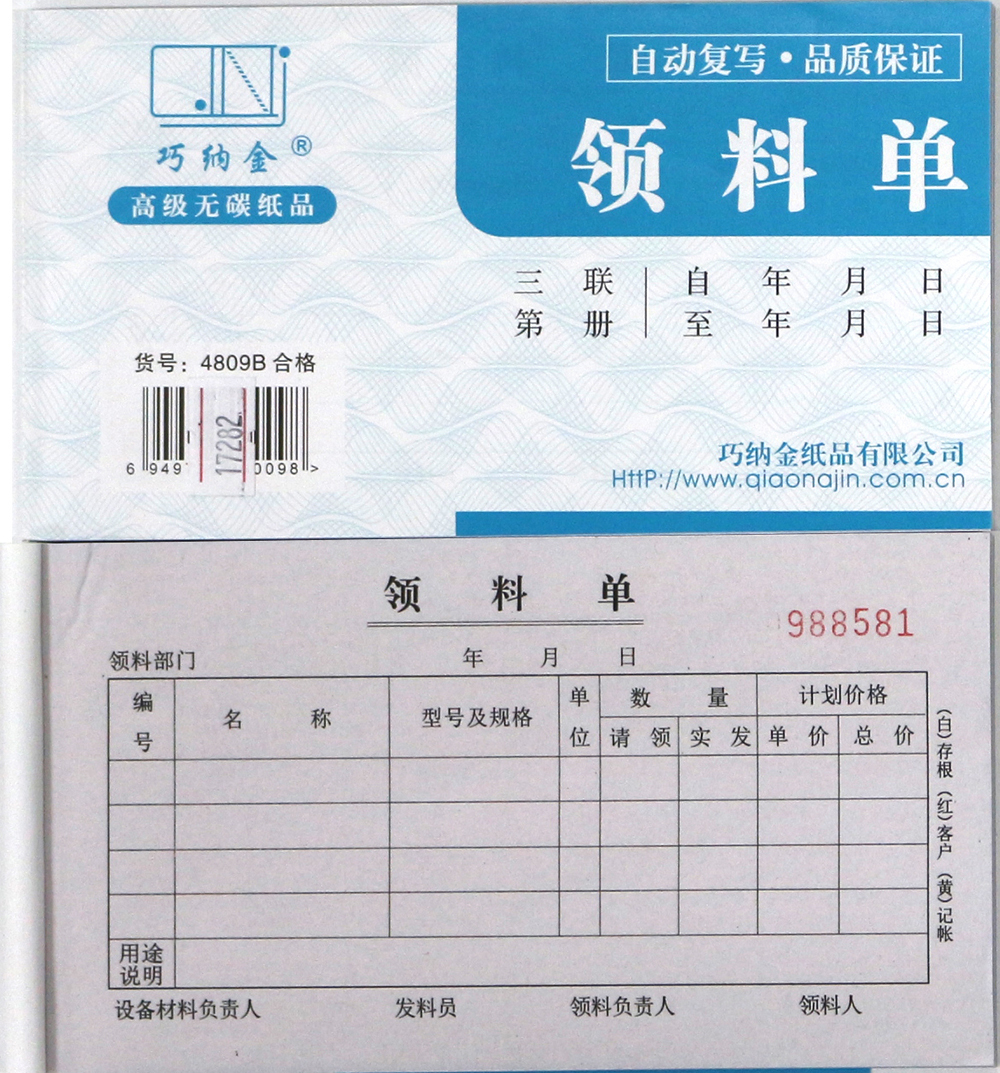 自动复写·品质保证
巧纳金®
高级无碳纸品
领料单
三联 自 年 月 日
第 册 至 年 月 日
货号：4809B 合格
17282
6 949 0098 >
巧纳金纸品有限公司
HttP://www.qiaonajin.com.cn
领料单
988581
领料部门 年 月 日
编号 名称 型号及规格 单位 数量 计划价格
请领 实发 单价 总价
用途说明
(白)存根 (红)客户 (黄)记帐
设备材料负责人 发料员 领料负责人 领料人